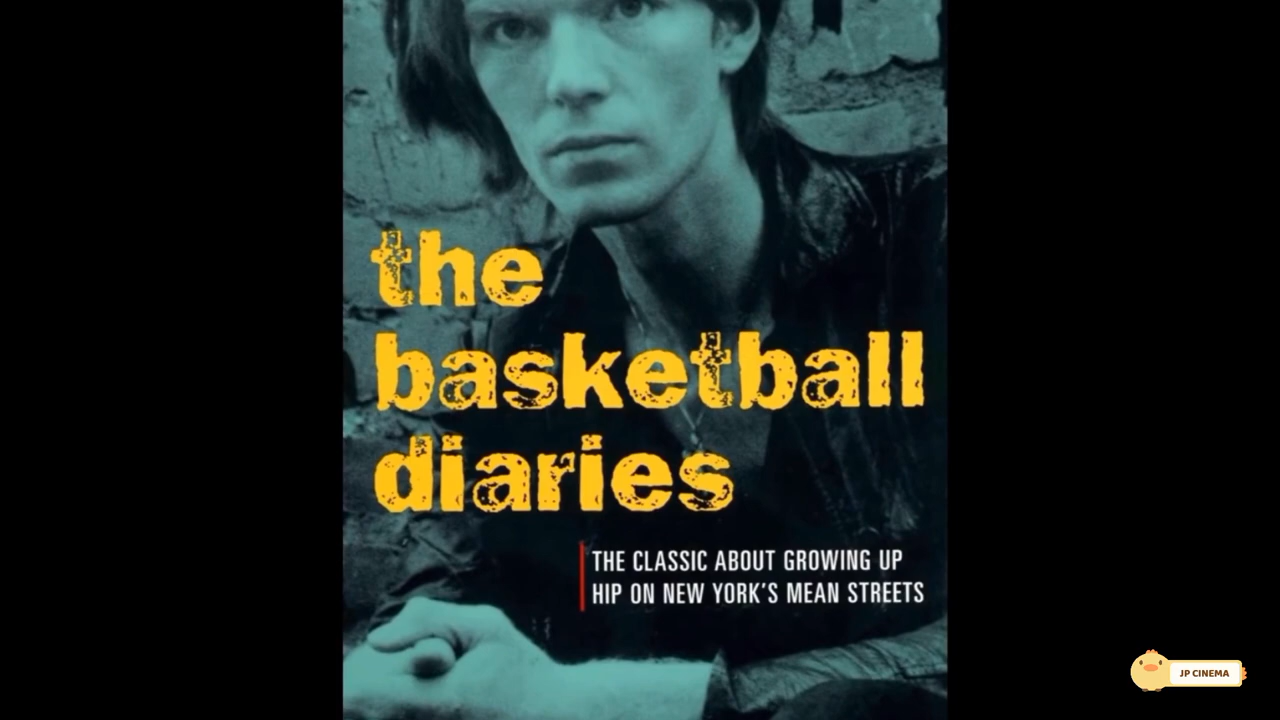 the
basketball
diaries
THE CLASSIC ABOUT GROWING UP
HIP ON NEW YORK'S MEAN STREETS
JP CINEMA